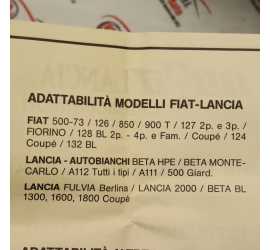 ADATTABILITÀ MODELLI FIAT-LANCIA
FIAT 500-73 / 126 / 850 / 900 T / 127 2p. e 3p. /
FIORINO / 128 BL 2p. - 4p. e Fam. / Coupé / 124
Coupé / 132 BL
LANCIA - AUTOBIANCHI BETA HPE / BETA MONTE-
CARLO / A112 Tutti i tipi / A111 / 500 Giard.
LANCIA FULVIA Berlina / LANCIA 2000 / BETA BL
1300, 1600, 1800 Coupé